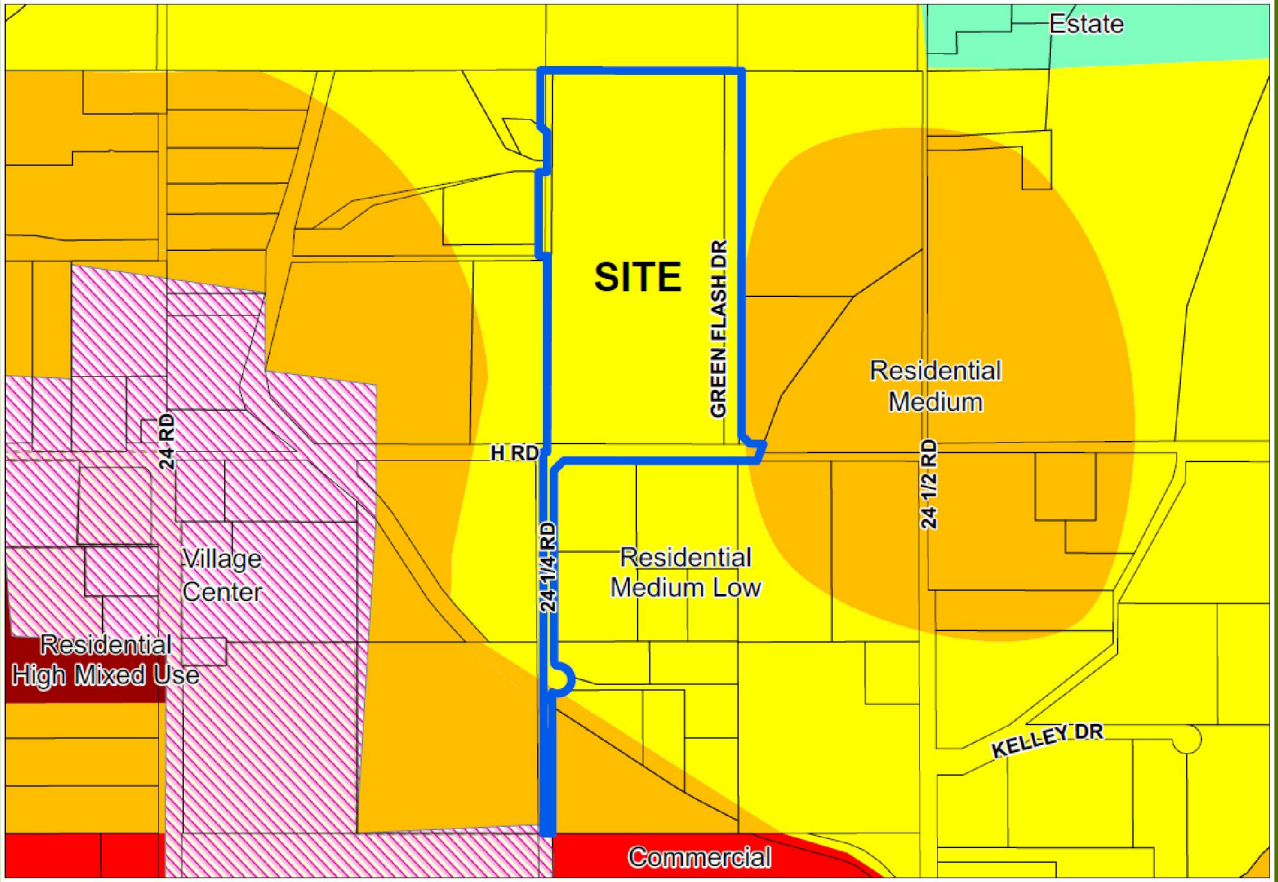 Estate
SITE
GREEN FLASH DR
Residential
Medium
24 RD
H RD
24 1/2 RD
24 1/4 RD
Village
Center
Residential
Medium Low
Residential
High Mixed Use
KELLEY DR
Commercial